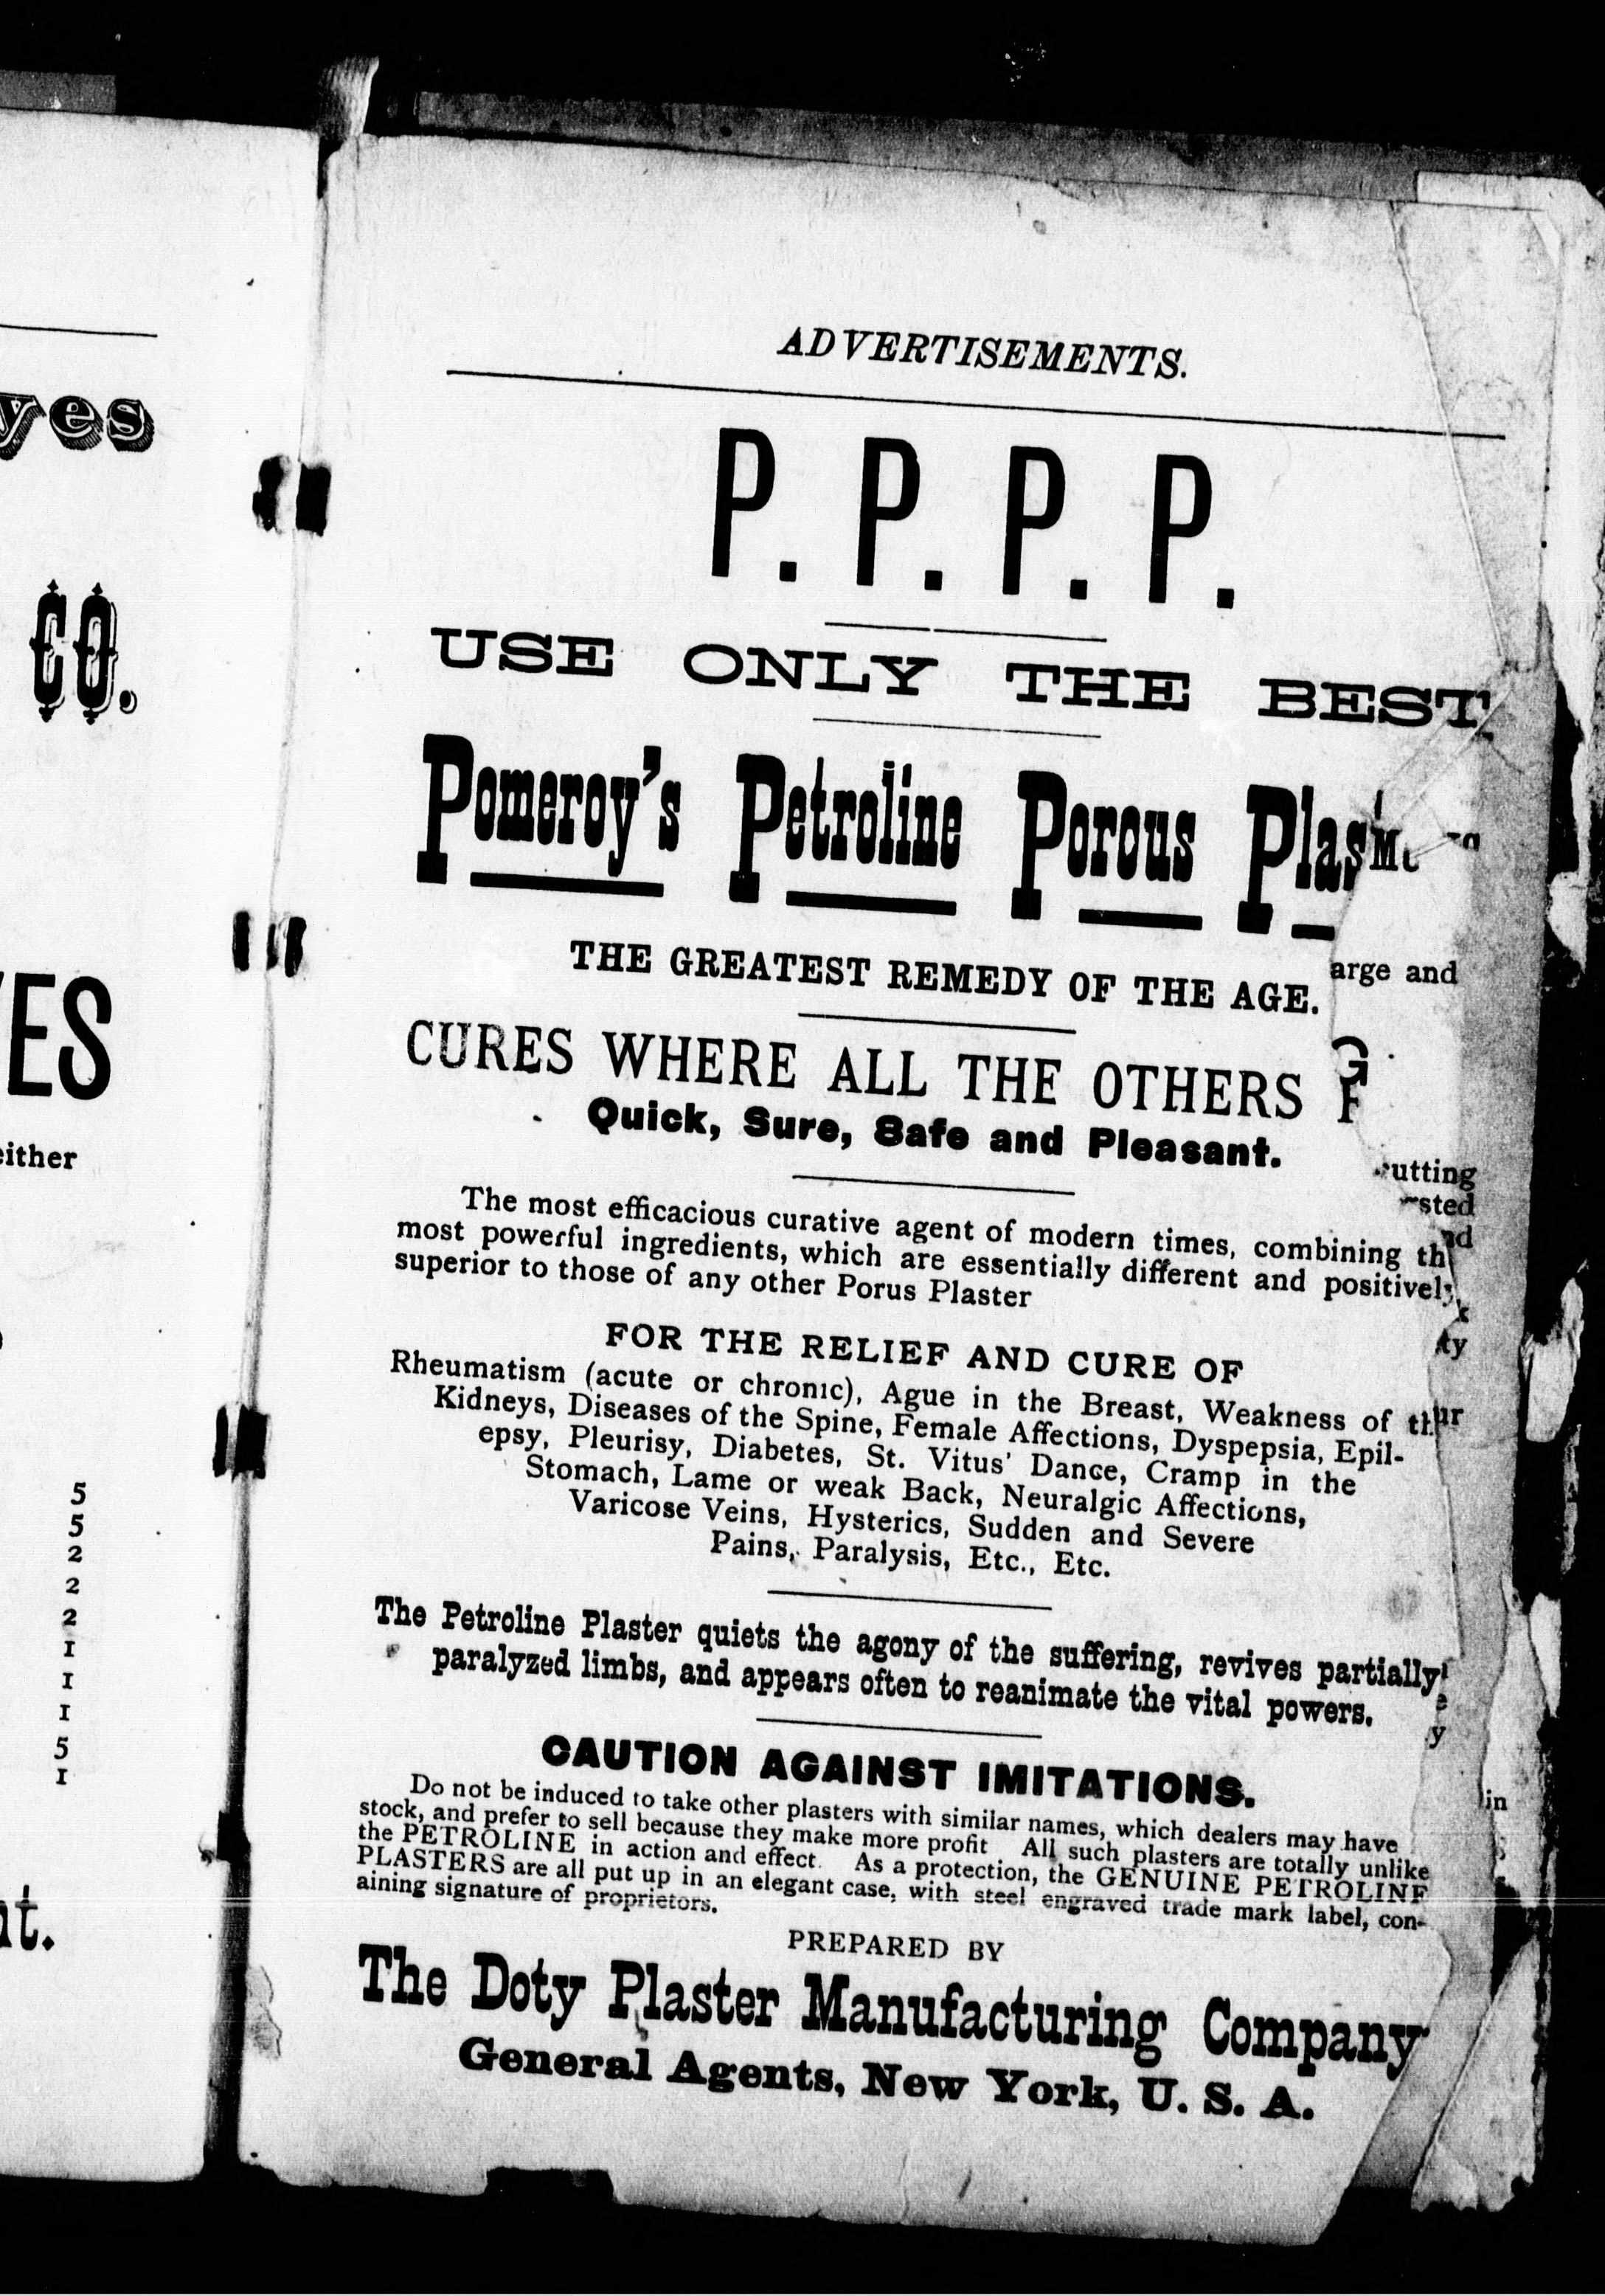 ADVERTISEMENTS.
P. P. P. P.
USE ONLY THE BEST
Pomeroy's Petroline Porous Plas
THE GREATEST REMEDY OF THE AGE.
CURES WHERE ALL THE OTHERS F
Quick, Sure, Safe and Pleasant.
The most efficacious curative agent of modern times, combining th
most powerful ingredients, which are essentially different and positively
superior to those of any other Porus Plaster
FOR THE RELIEF AND CURE OF
Rheumatism (acute or chronic), Ague in the Breast, Weakness of th
Kidneys, Diseases of the Spine, Female Affections, Dyspepsia, Epil-
epsy, Pleurisy, Diabetes, St. Vitus' Dance, Cramp in the
Stomach, Lame or weak Back, Neuralgic Affections,
Varicose Veins, Hysterics, Sudden and Severe
Pains, Paralysis, Etc., Etc.
The Petroline Plaster quiets the agony of the suffering, revives partially
paralyzed limbs, and appears often to reanimate the vital powers.
CAUTION AGAINST IMITATIONS.
Do not be induced to take other plasters with similar names, which dealers may have
stock, and prefer to sell because they make more profit All such plasters are totally unlike
the PETROLINE in action and effect. As a protection, the GENUINE PETROLINE
PLASTERS are all put up in an elegant case, with steel engraved trade mark label, con-
aining signature of proprietors.
PREPARED BY
The Doty Plaster Manufacturing Company
General Agents, New York, U. S. A.
yes
CO.
ES
either
5
5
2
2
2
1
1
1
5
1
t.
arge and
G
utting
sted
ty
ur
y
in